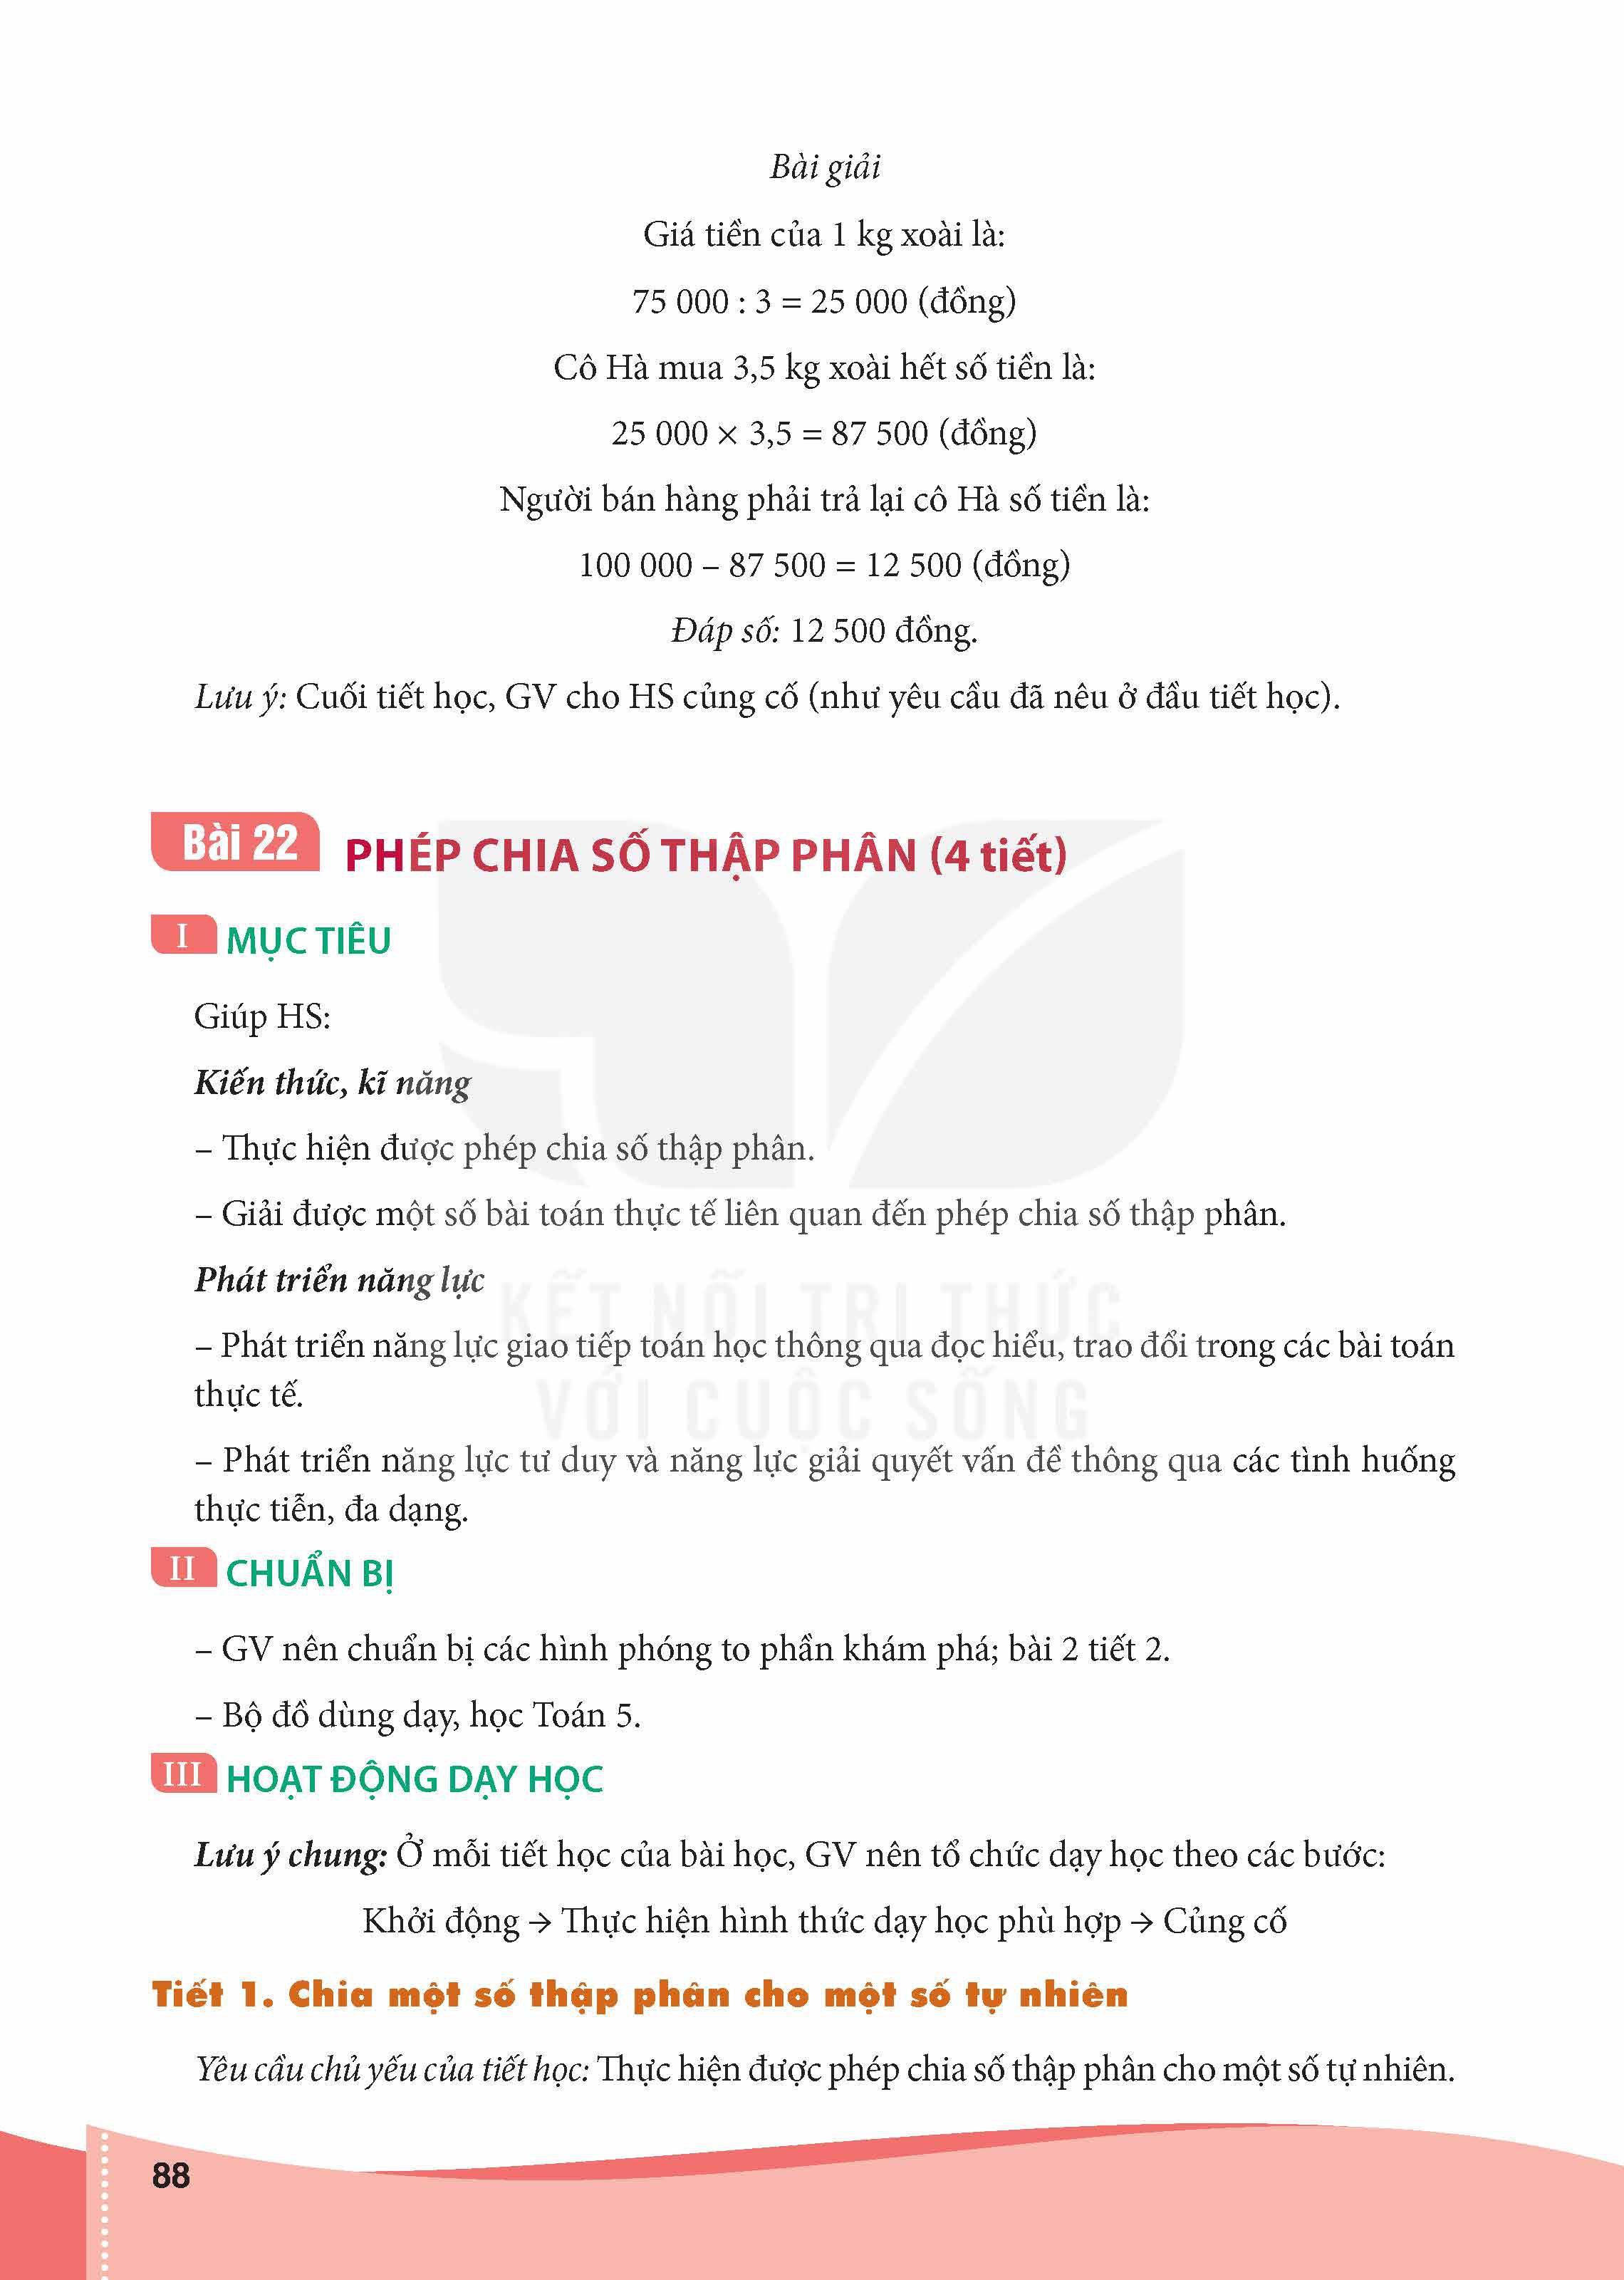 Bài giải
Giá tiền của 1 kg xoài là:
75 000 : 3 = 25 000 (đồng)
Cô Hà mua 3,5 kg xoài hết số tiền là:
25 000 × 3,5 = 87 500 (đồng)
Người bán hàng phải trả lại cô Hà số tiền là:
100 000 – 87 500 = 12 500 (đồng)
Đáp số: 12 500 đồng.
Lưu ý: Cuối tiết học, GV cho HS củng cố (như yêu cầu đã nêu ở đầu tiết học).
Bài 22 PHÉP CHIA SỐ THẬP PHÂN (4 tiết)
I MỤC TIÊU
Giúp HS:
Kiến thức, kĩ năng
– Thực hiện được phép chia số thập phân.
– Giải được một số bài toán thực tế liên quan đến phép chia số thập phân.
Phát triển năng lực
KẾT NỐI TRI THỨC
– Phát triển năng lực giao tiếp toán học thông qua đọc hiểu, trao đổi trong các bài toán
thực tế.
VỚI CUỘC SỐNG
– Phát triển năng lực tư duy và năng lực giải quyết vấn đề thông qua các tình huống
thực tiễn, đa dạng.
II CHUẨN BỊ
– GV nên chuẩn bị các hình phóng to phần khám phá; bài 2 tiết 2.
– Bộ đồ dùng dạy, học Toán 5.
III HOẠT ĐỘNG DẠY HỌC
Lưu ý chung: Ở mỗi tiết học của bài học, GV nên tổ chức dạy học theo các bước:
Khởi động → Thực hiện hình thức dạy học phù hợp → Củng cố
Tiết 1. Chia một số thập phân cho một số tự nhiên
Yêu cầu chủ yếu của tiết học: Thực hiện được phép chia số thập phân cho một số tự nhiên.
88